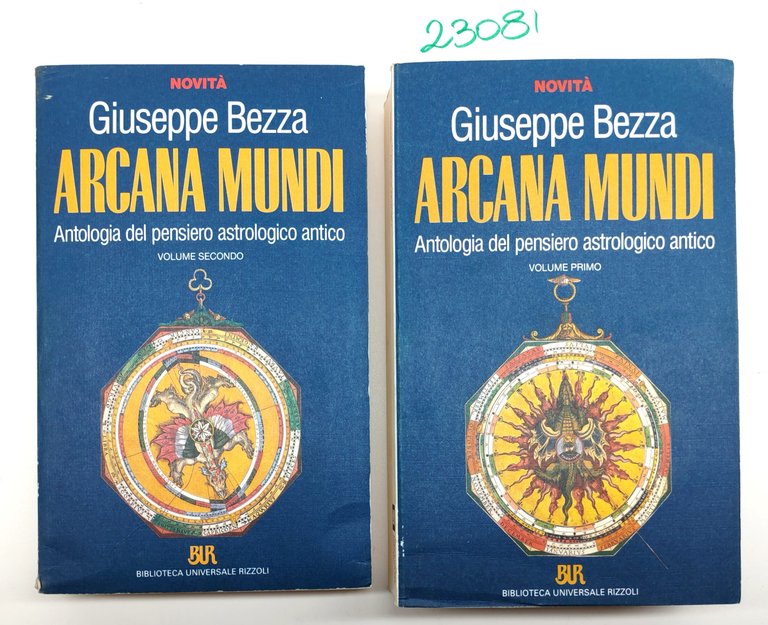 23081
NOVITÀ
Giuseppe Bezza
ARCANA MUNDI
Antologia del pensiero astrologico antico
VOLUME SECONDO
BUR
BIBLIOTECA UNIVERSALE RIZZOLI
NOVITÀ
Giuseppe Bezza
ARCANA MUNDI
Antologia del pensiero astrologico antico
VOLUME PRIMO
BUR
BIBLIOTECA UNIVERSALE RIZZOLI